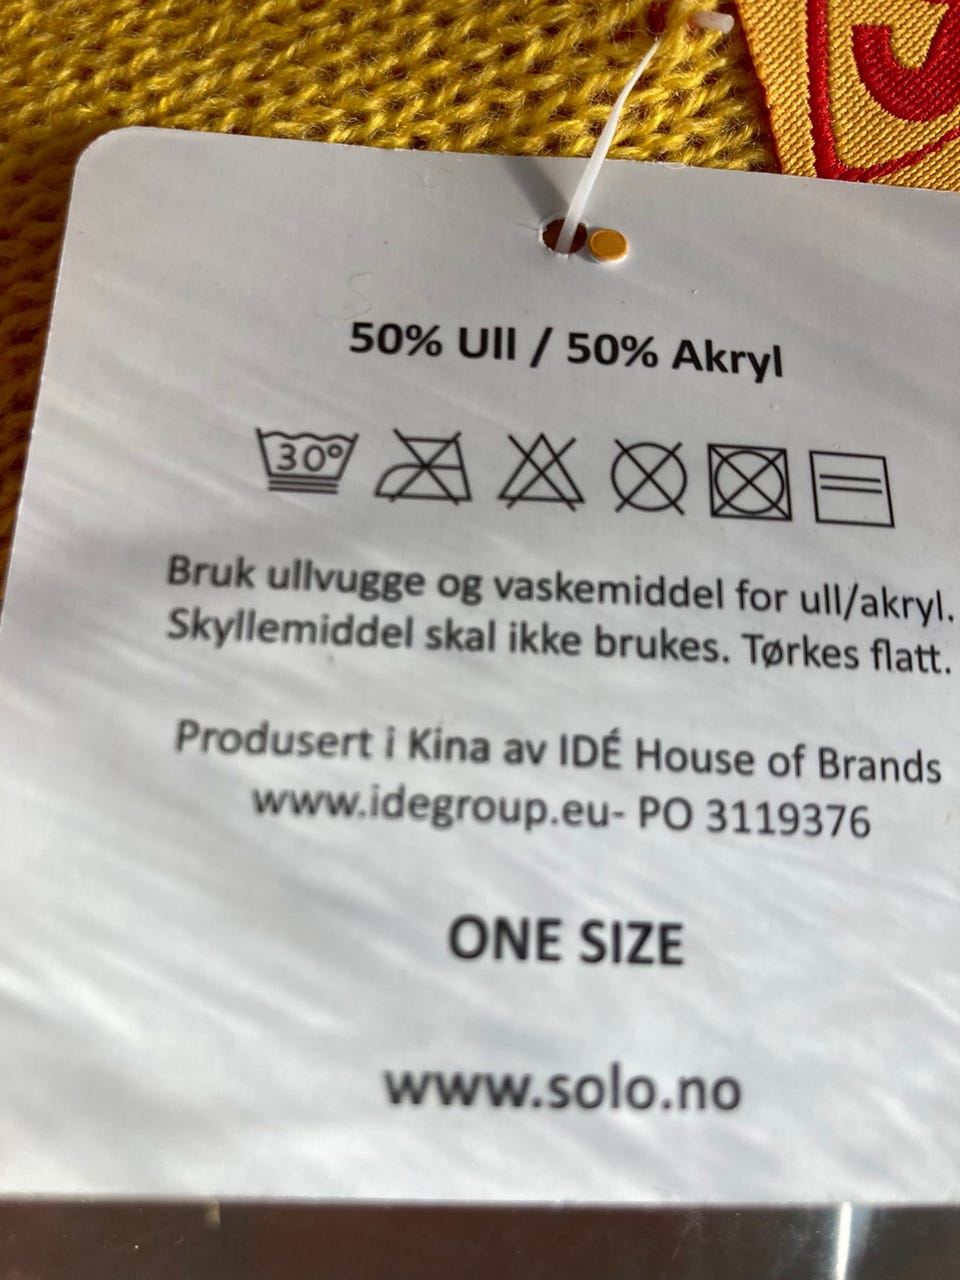 50% Ull / 50% Akryl
30°
Bruk ullvugge og vaskemiddel for ull/akryl.
Skyllemiddel skal ikke brukes. Tørkes flatt.
Produsert i Kina av IDÉ House of Brands
www.idegroup.eu- PO 3119376
ONE SIZE
www.solo.no